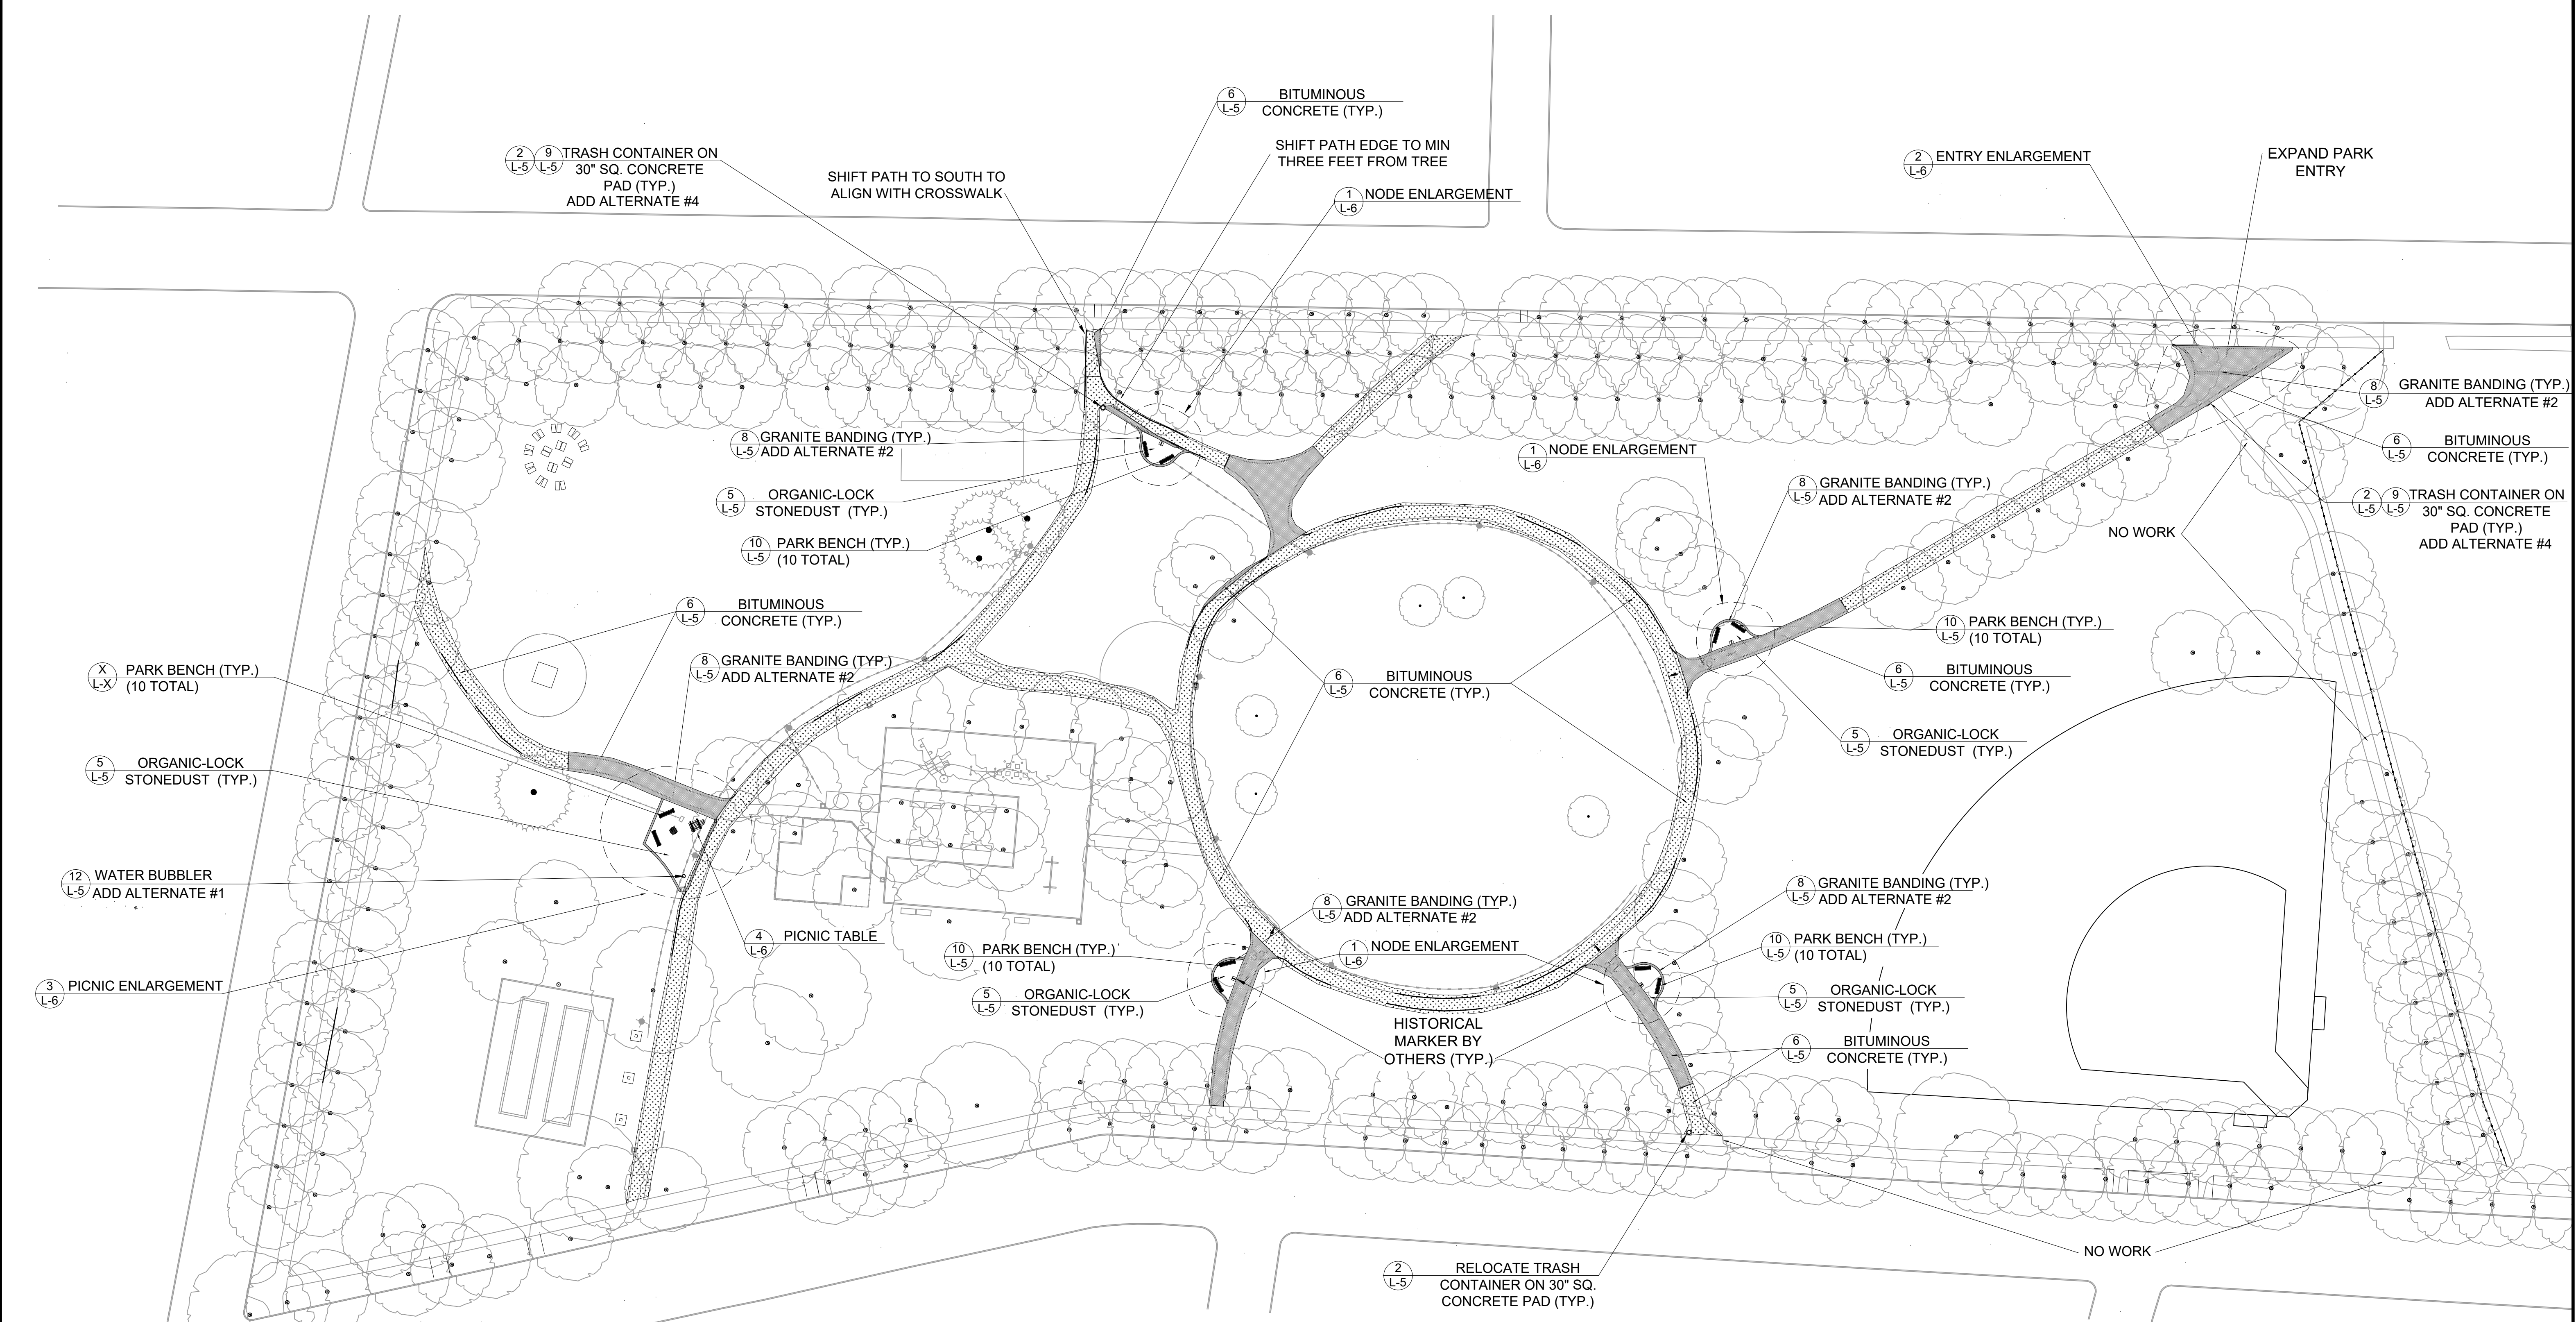 6
L-5
BITUMINOUS
CONCRETE (TYP.)
2
L-5
9
L-5
TRASH CONTAINER ON
30" SQ. CONCRETE
PAD (TYP.)
ADD ALTERNATE #4
SHIFT PATH TO SOUTH TO
ALIGN WITH CROSSWALK
SHIFT PATH EDGE TO MIN
THREE FEET FROM TREE
1
L-6
NODE ENLARGEMENT
2
L-6
ENTRY ENLARGEMENT
EXPAND PARK
ENTRY
8
L-5
GRANITE BANDING (TYP.)
ADD ALTERNATE #2
6
L-5
BITUMINOUS
CONCRETE (TYP.)
2
L-5
9
L-5
TRASH CONTAINER ON
30" SQ. CONCRETE
PAD (TYP.)
ADD ALTERNATE #4
NO WORK
8
L-5
GRANITE BANDING (TYP.)
ADD ALTERNATE #2
5
L-5
ORGANIC-LOCK
STONEDUST (TYP.)
10
L-5
PARK BENCH (TYP.)
(10 TOTAL)
1
L-6
NODE ENLARGEMENT
8
L-5
GRANITE BANDING (TYP.)
ADD ALTERNATE #2
10
L-5
PARK BENCH (TYP.)
(10 TOTAL)
6
L-5
BITUMINOUS
CONCRETE (TYP.)
5
L-5
ORGANIC-LOCK
STONEDUST (TYP.)
36'
6
L-5
BITUMINOUS
CONCRETE (TYP.)
6
L-5
BITUMINOUS
CONCRETE (TYP.)
8
L-5
GRANITE BANDING (TYP.)
ADD ALTERNATE #2
X
L-X
PARK BENCH (TYP.)
(10 TOTAL)
5
L-5
ORGANIC-LOCK
STONEDUST (TYP.)
12
L-5
WATER BUBBLER
ADD ALTERNATE #1
3
L-6
PICNIC ENLARGEMENT
4
L-6
PICNIC TABLE
8
L-5
GRANITE BANDING (TYP.)
ADD ALTERNATE #2
10
L-5
PARK BENCH (TYP.)
(10 TOTAL)
32'
1
L-6
NODE ENLARGEMENT
5
L-5
ORGANIC-LOCK
STONEDUST (TYP.)
HISTORICAL
MARKER BY
OTHERS (TYP.)
8
L-5
GRANITE BANDING (TYP.)
ADD ALTERNATE #2
10
L-5
PARK BENCH (TYP.)
(10 TOTAL)
5
L-5
ORGANIC-LOCK
STONEDUST (TYP.)
6
L-5
BITUMINOUS
CONCRETE (TYP.)
2
L-5
RELOCATE TRASH
CONTAINER ON 30" SQ.
CONCRETE PAD (TYP.)
NO WORK